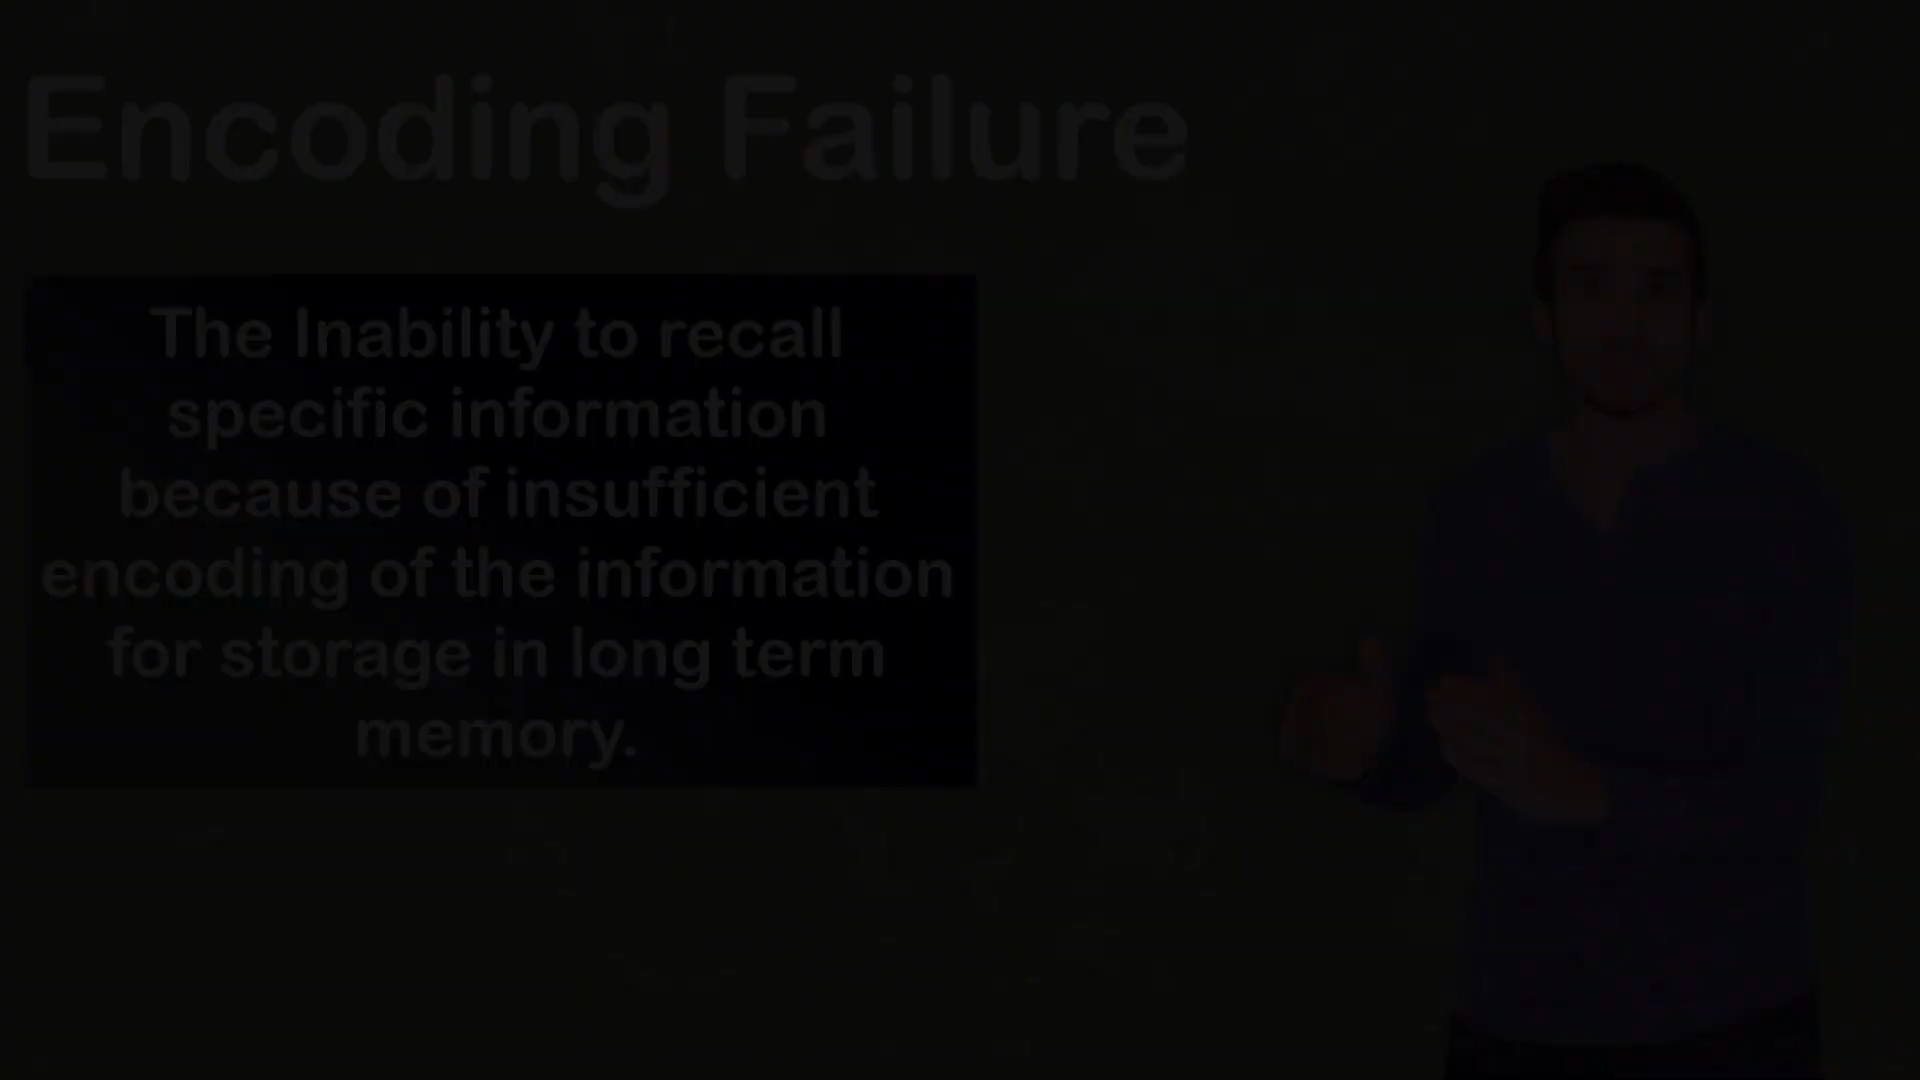 Encoding Failure
The Inability to recall
specific information
because of insufficient
encoding of the information
for storage in long term
memory.